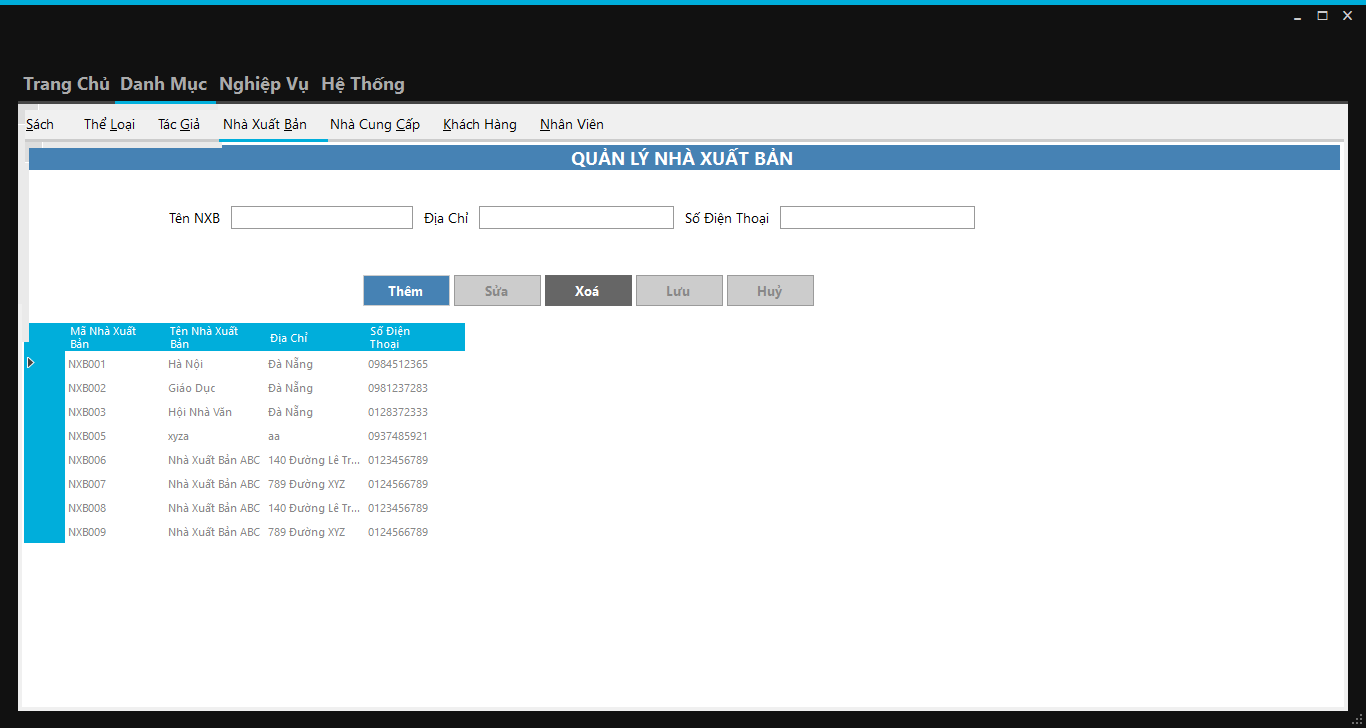 Trang Chủ Danh Mục Nghiệp Vụ Hệ Thống
Sách Thể Loại Tác Giả Nhà Xuất Bản Nhà Cung Cấp Khách Hàng Nhân Viên
QUẢN LÝ NHÀ XUẤT BẢN
Tên NXB Địa Chỉ Số Điện Thoại
Thêm Sửa Xoá Lưu Huỷ
Mã Nhà Xuất Bản Tên Nhà Xuất Bản Địa Chỉ Số Điện Thoại
NXB001 Hà Nội Đà Nẵng 0984512365
NXB002 Giáo Dục Đà Nẵng 0981237283
NXB003 Hội Nhà Văn Đà Nẵng 0128372333
NXB005 xyza aa 0937485921
NXB006 Nhà Xuất Bản ABC 140 Đường Lê Tr... 0123456789
NXB007 Nhà Xuất Bản ABC 789 Đường XYZ 0124566789
NXB008 Nhà Xuất Bản ABC 140 Đường Lê Tr... 0123456789
NXB009 Nhà Xuất Bản ABC 789 Đường XYZ 0124566789